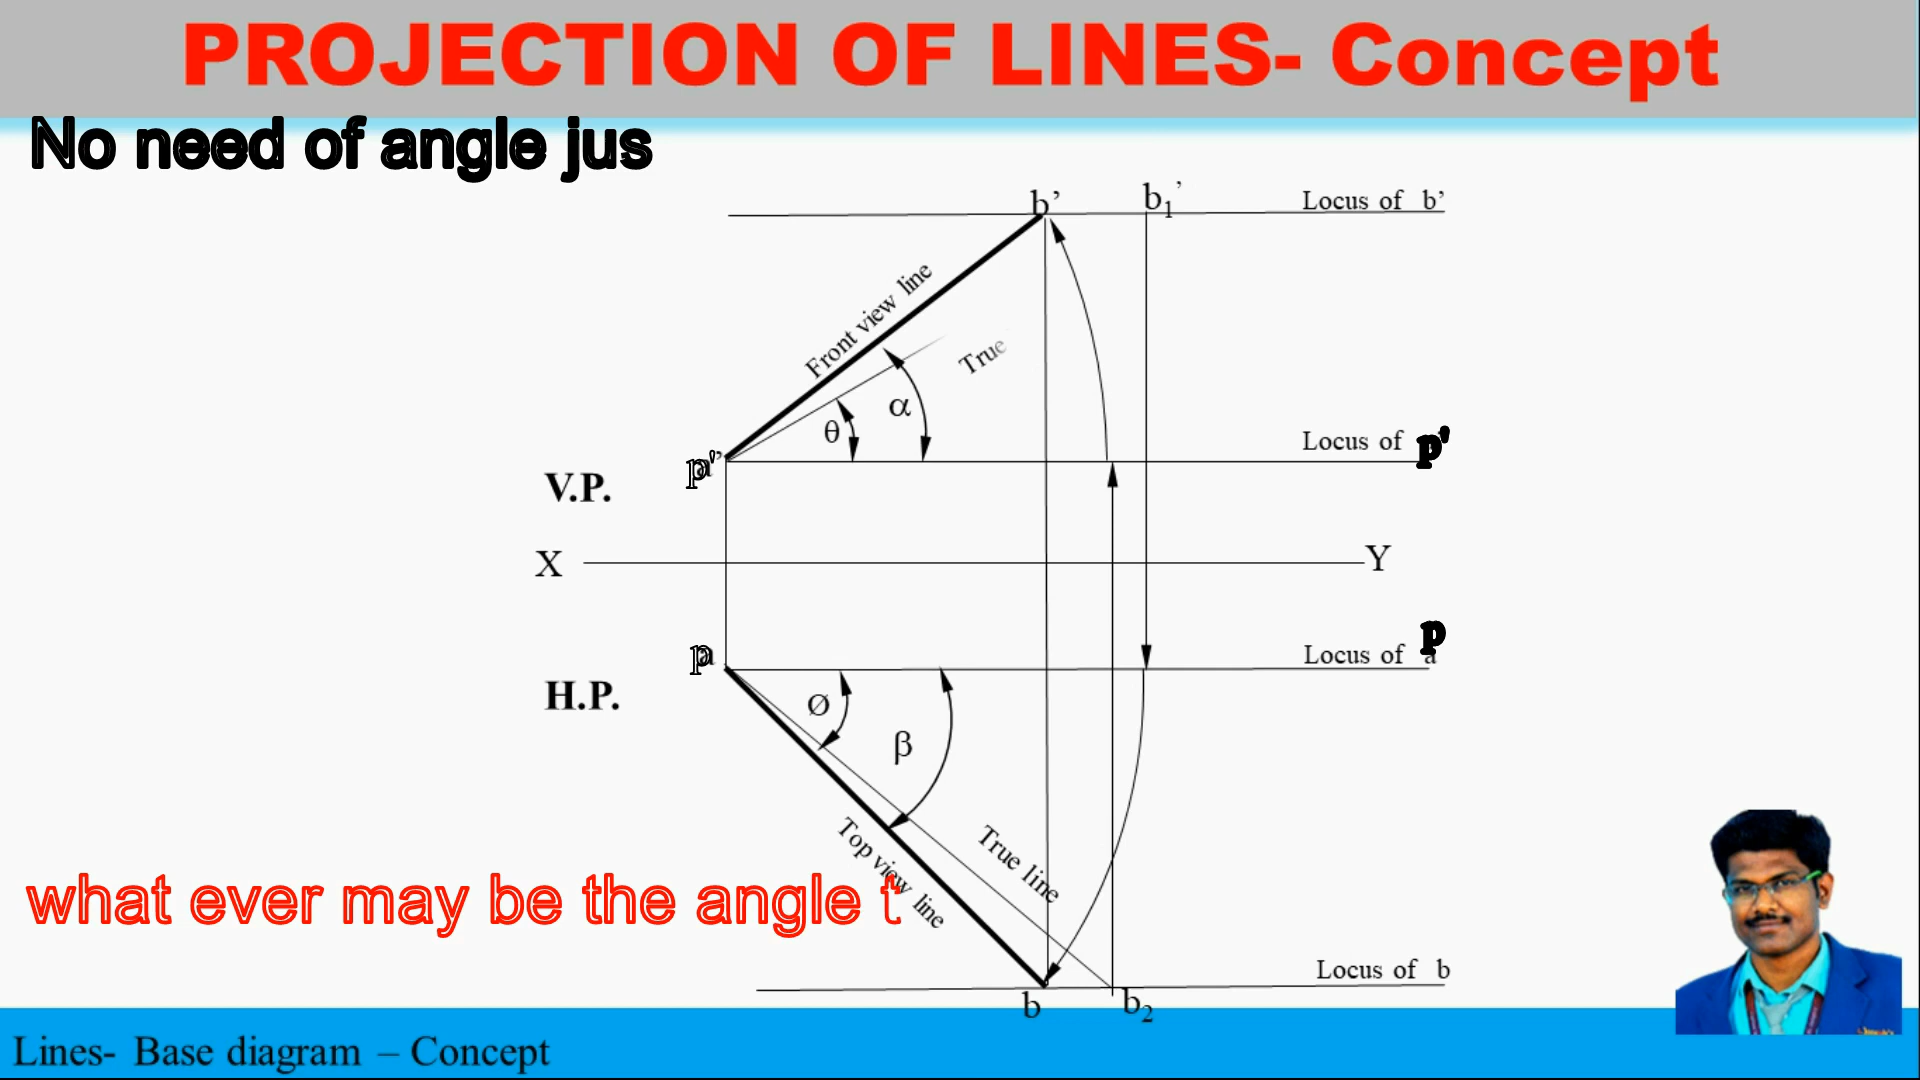 PROJECTION OF LINES- Concept
No need of angle jus
b’ b₁’ Locus of b’
Front view line
True
θ α
Locus of p'
p'
V.P.
X Y
p
Locus of p
H.P.
Ø β
Top view line
True line
what ever may be the angle t
Locus of b
b b₂
Lines- Base diagram – Concept